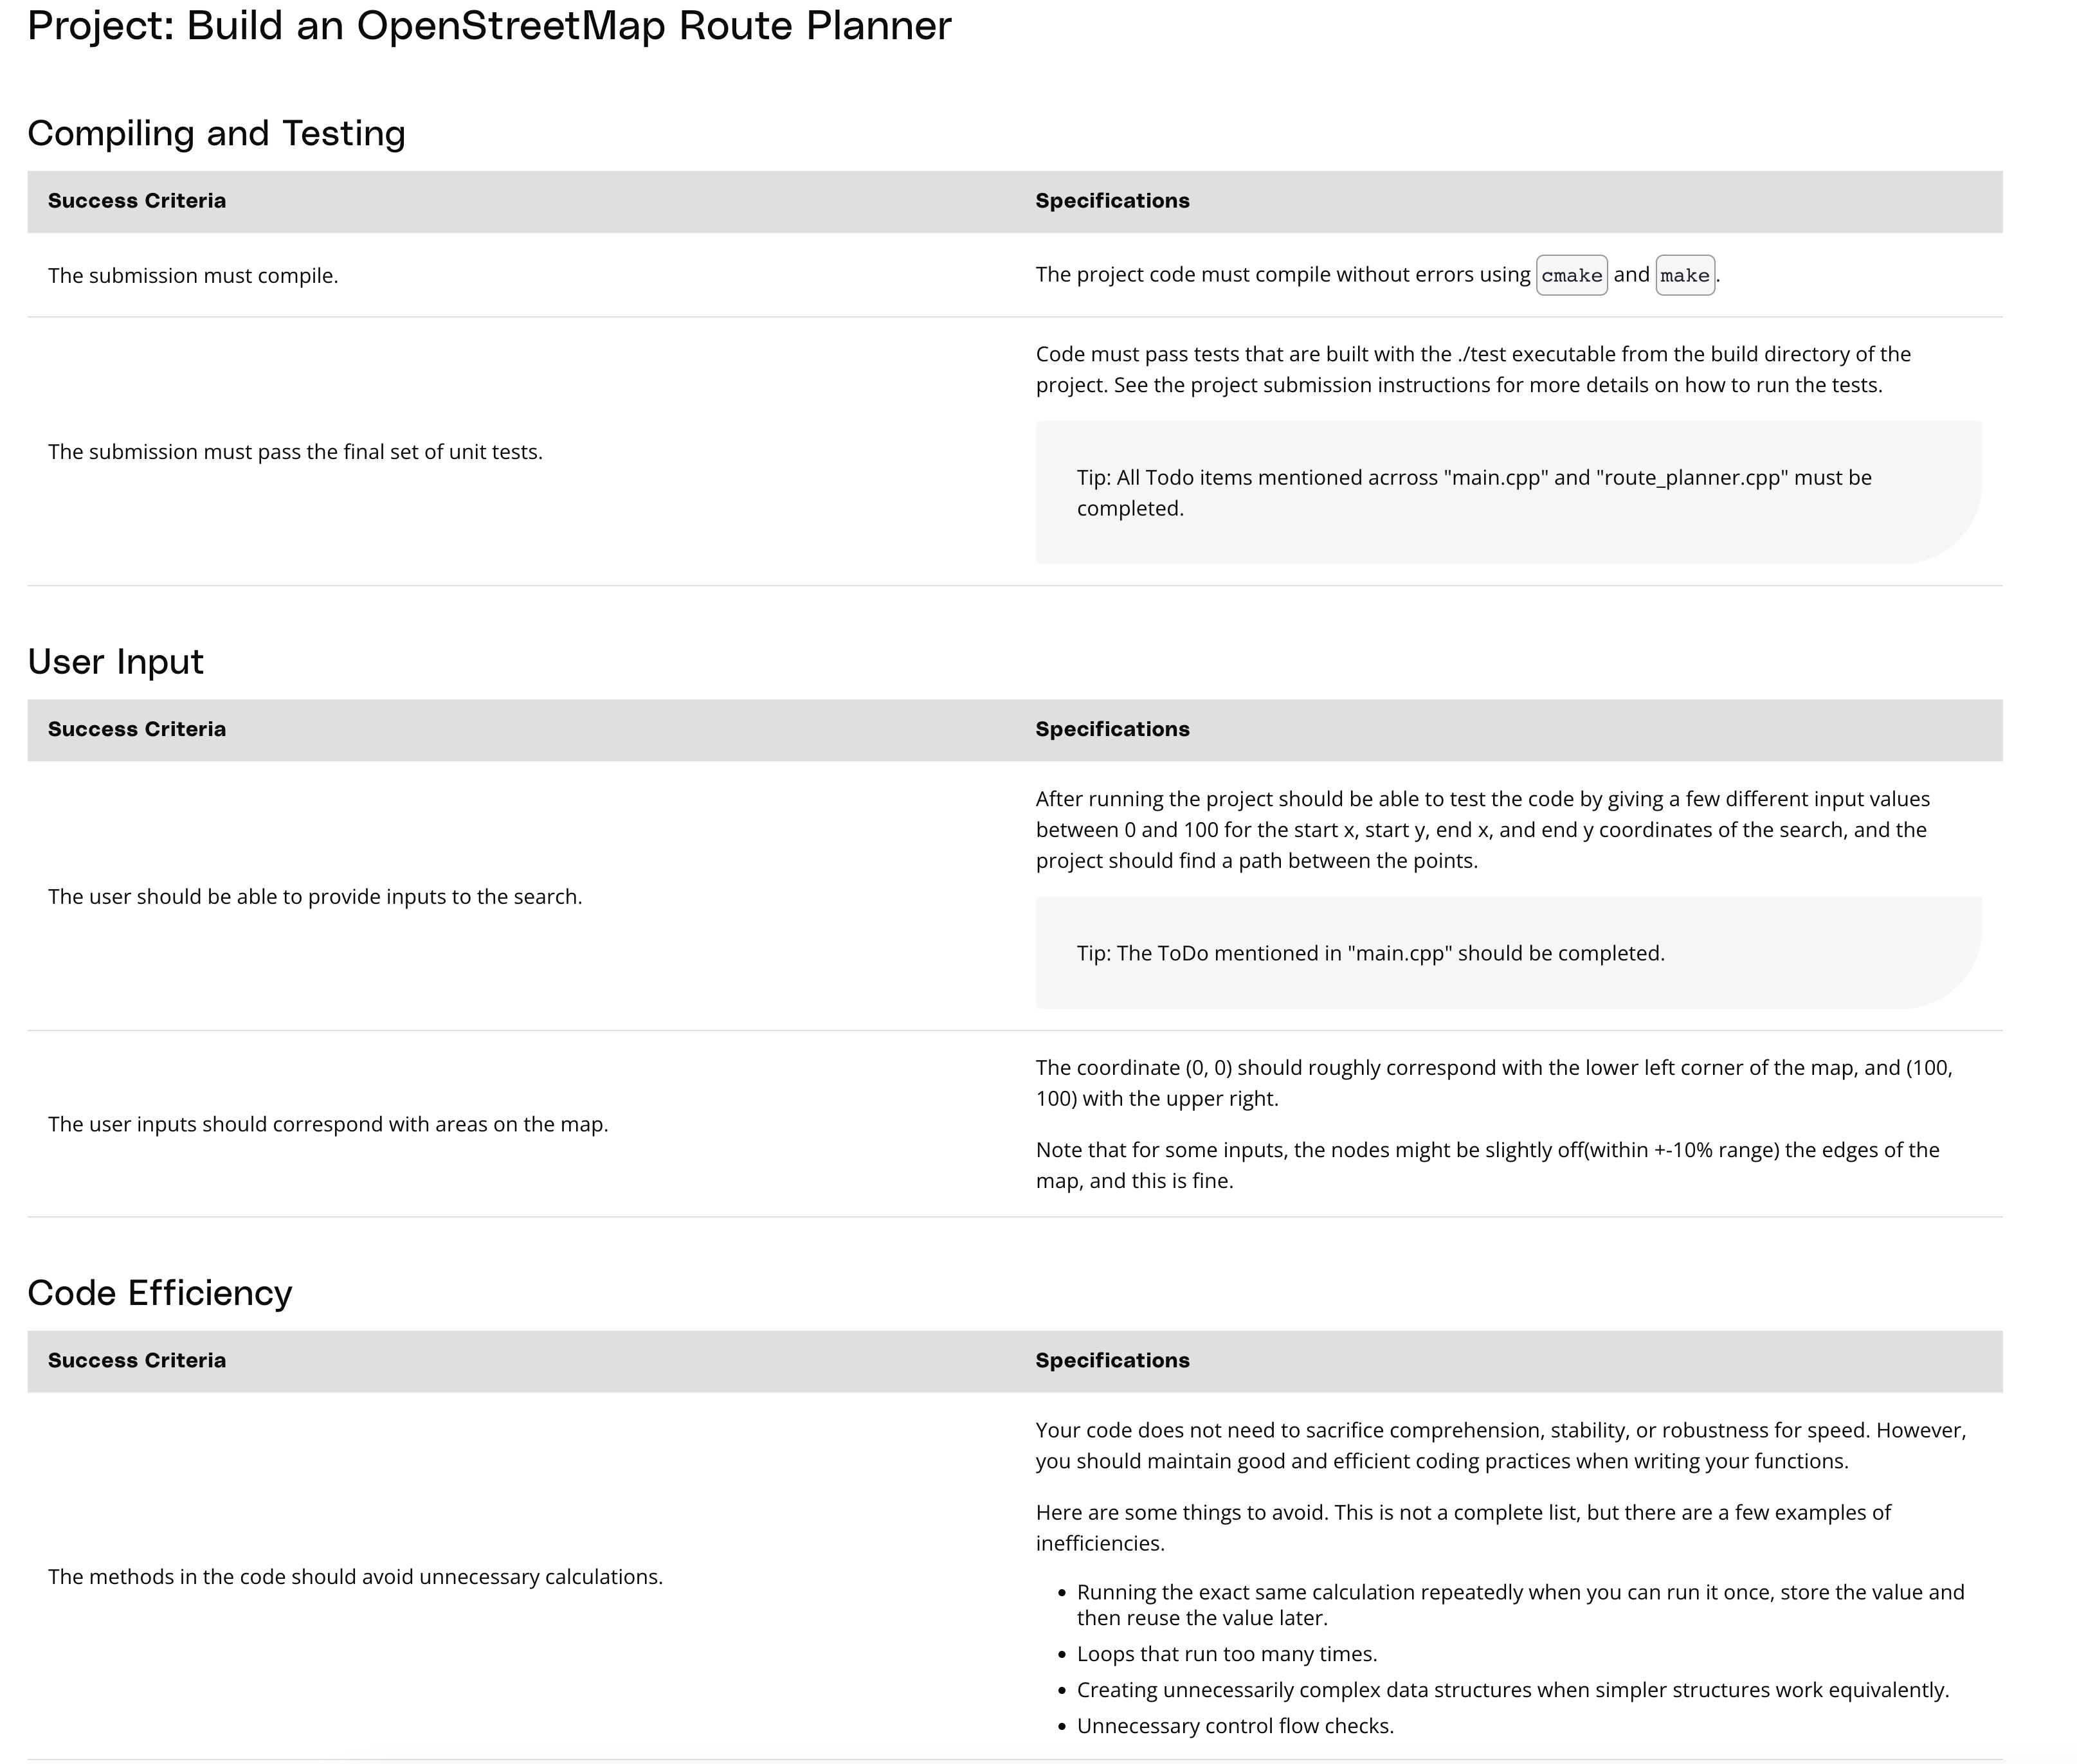 Project: Build an OpenStreetMap Route Planner
Compiling and Testing
Success Criteria
Specifications
The submission must compile.
The project code must compile without errors using cmake and make.
The submission must pass the final set of unit tests.
Code must pass tests that are built with the ./test executable from the build directory of the
project. See the project submission instructions for more details on how to run the tests.
Tip: All Todo items mentioned acrross "main.cpp" and "route_planner.cpp" must be
completed.
User Input
Success Criteria
Specifications
The user should be able to provide inputs to the search.
After running the project should be able to test the code by giving a few different input values
between 0 and 100 for the start x, start y, end x, and end y coordinates of the search, and the
project should find a path between the points.
Tip: The ToDo mentioned in "main.cpp" should be completed.
The user inputs should correspond with areas on the map.
The coordinate (0, 0) should roughly correspond with the lower left corner of the map, and (100,
100) with the upper right.
Note that for some inputs, the nodes might be slightly off(within +-10% range) the edges of the
map, and this is fine.
Code Efficiency
Success Criteria
Specifications
The methods in the code should avoid unnecessary calculations.
Your code does not need to sacrifice comprehension, stability, or robustness for speed. However,
you should maintain good and efficient coding practices when writing your functions.
Here are some things to avoid. This is not a complete list, but there are a few examples of
inefficiencies.
• Running the exact same calculation repeatedly when you can run it once, store the value and
then reuse the value later.
• Loops that run too many times.
• Creating unnecessarily complex data structures when simpler structures work equivalently.
• Unnecessary control flow checks.